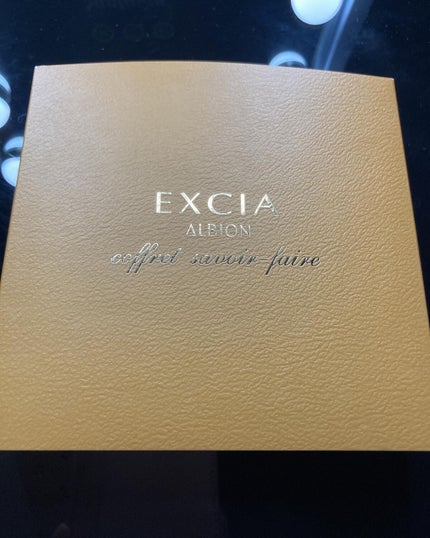 EXCIA
ALBION
coffret savoir-faire